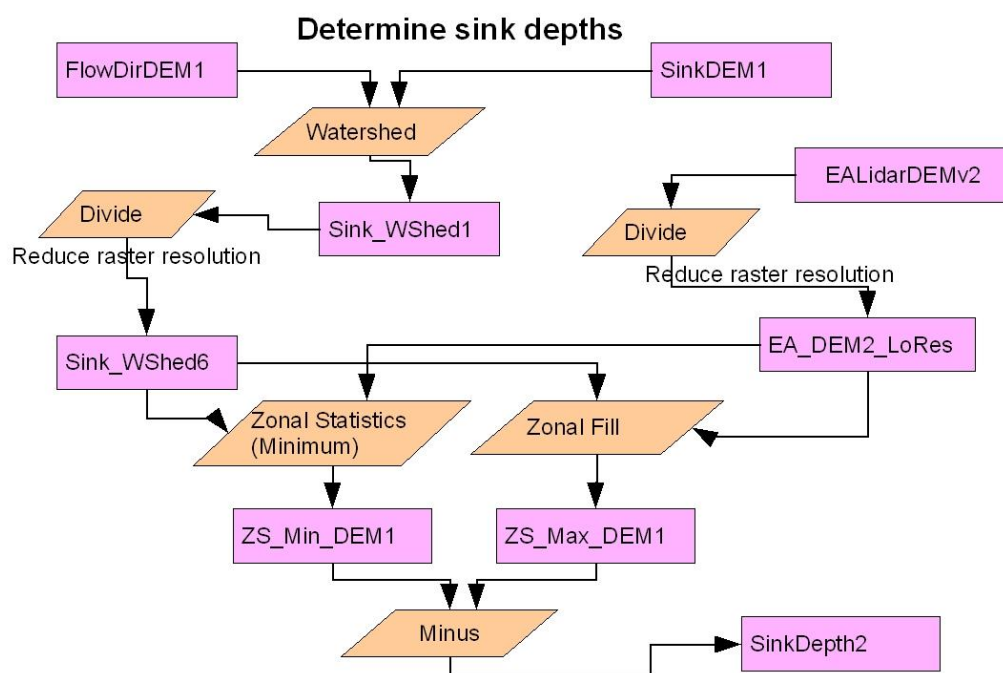 Determine sink depths
FlowDirDEM1
SinkDEM1
Watershed
EALidarDEMv2
Divide
Sink_WShed1
Divide
Reduce raster resolution
Reduce raster resolution
Sink_WShed6
EA_DEM2_LoRes
Zonal Statistics
(Minimum)
Zonal Fill
ZS_Min_DEM1
ZS_Max_DEM1
Minus
SinkDepth2